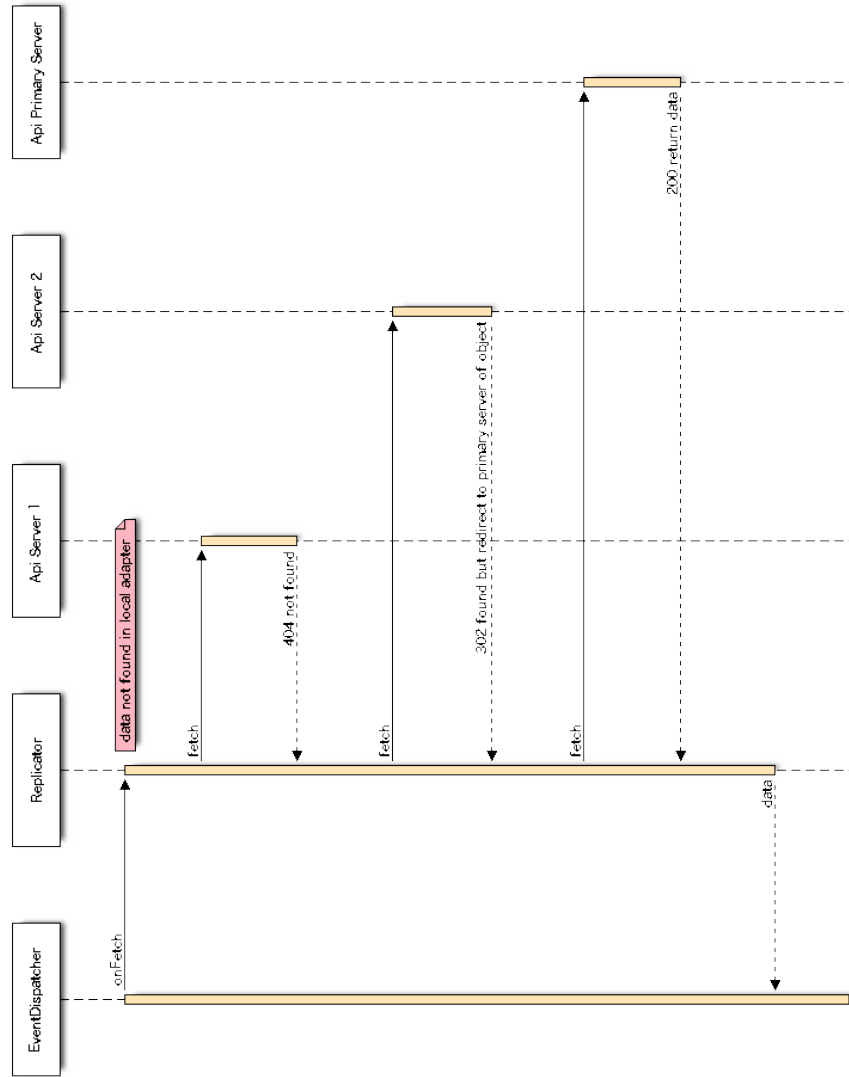 EventDispatcher
Replicator
Api Server 1
Api Server 2
Api Primary Server
onFetch
data not found in local adapter
fetch
404 not found
fetch
302 found but redirect to primary server of object
fetch
200 return data
data